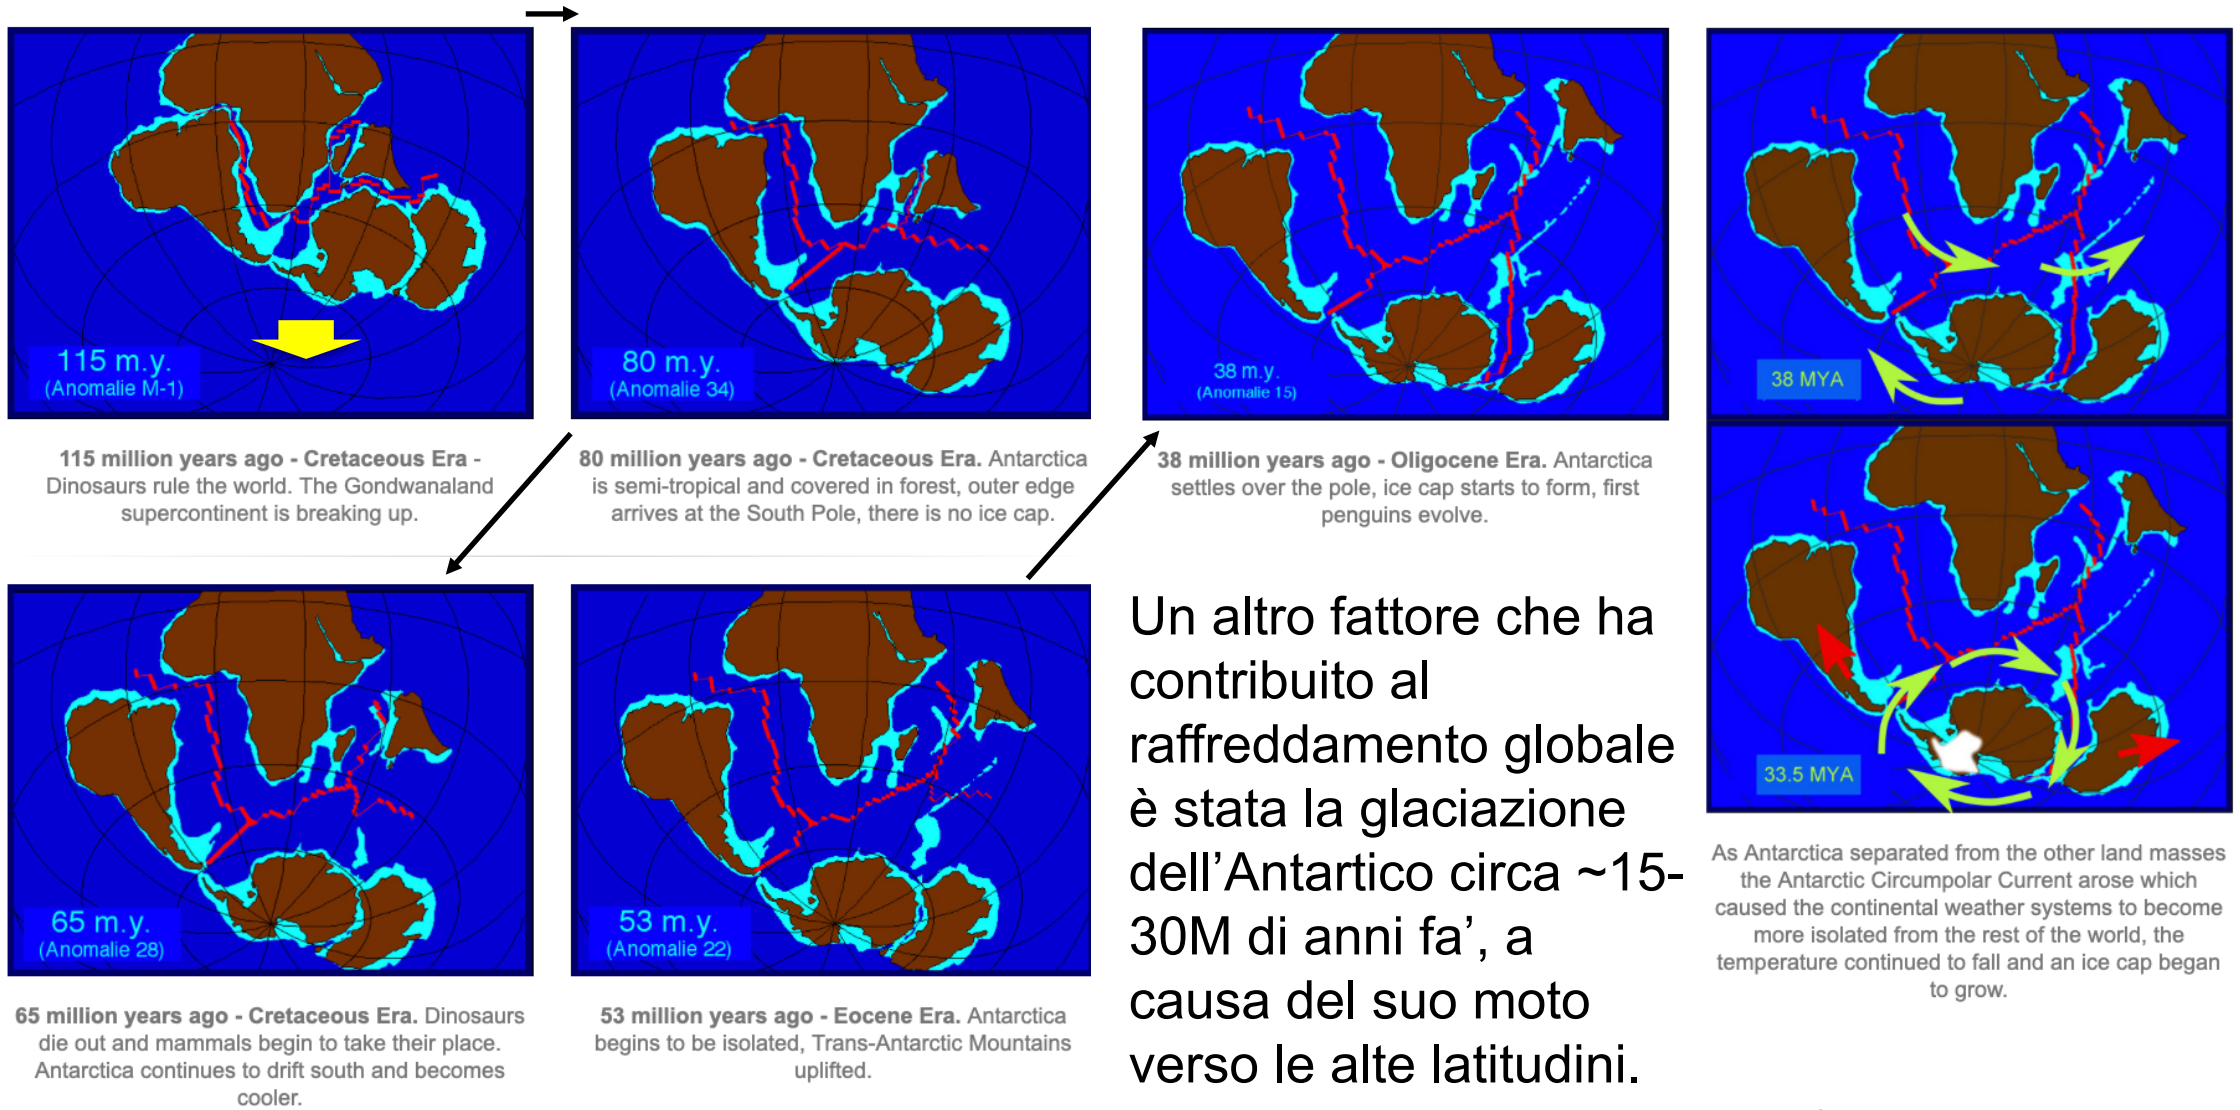 115 m.y.
(Anomalie M-1)
115 million years ago - Cretaceous Era -
Dinosaurs rule the world. The Gondwanaland
supercontinent is breaking up.
80 m.y.
(Anomalie 34)
80 million years ago - Cretaceous Era. Antarctica
is semi-tropical and covered in forest, outer edge
arrives at the South Pole, there is no ice cap.
65 m.y.
(Anomalie 28)
65 million years ago - Cretaceous Era. Dinosaurs
die out and mammals begin to take their place.
Antarctica continues to drift south and becomes
cooler.
53 m.y.
(Anomalie 22)
53 million years ago - Eocene Era. Antarctica
begins to be isolated, Trans-Antarctic Mountains
uplifted.
38 m.y.
(Anomalie 15)
38 million years ago - Oligocene Era. Antarctica
settles over the pole, ice cap starts to form, first
penguins evolve.
Un altro fattore che ha
contribuito al
raffreddamento globale
è stata la glaciazione
dell’Antartico circa ~15-
30M di anni fa’, a
causa del suo moto
verso le alte latitudini.
38 MYA
33.5 MYA
As Antarctica separated from the other land masses
the Antarctic Circumpolar Current arose which
caused the continental weather systems to become
more isolated from the rest of the world, the
temperature continued to fall and an ice cap began
to grow.